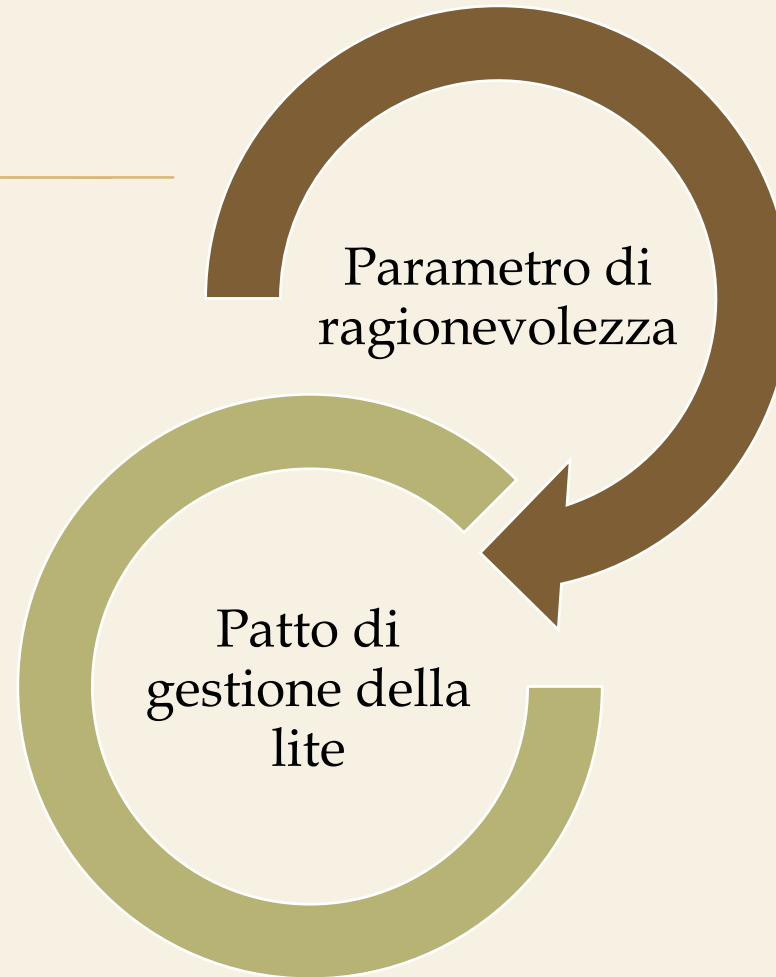 Parametro di
ragionevolezza
Patto di
gestione della
lite